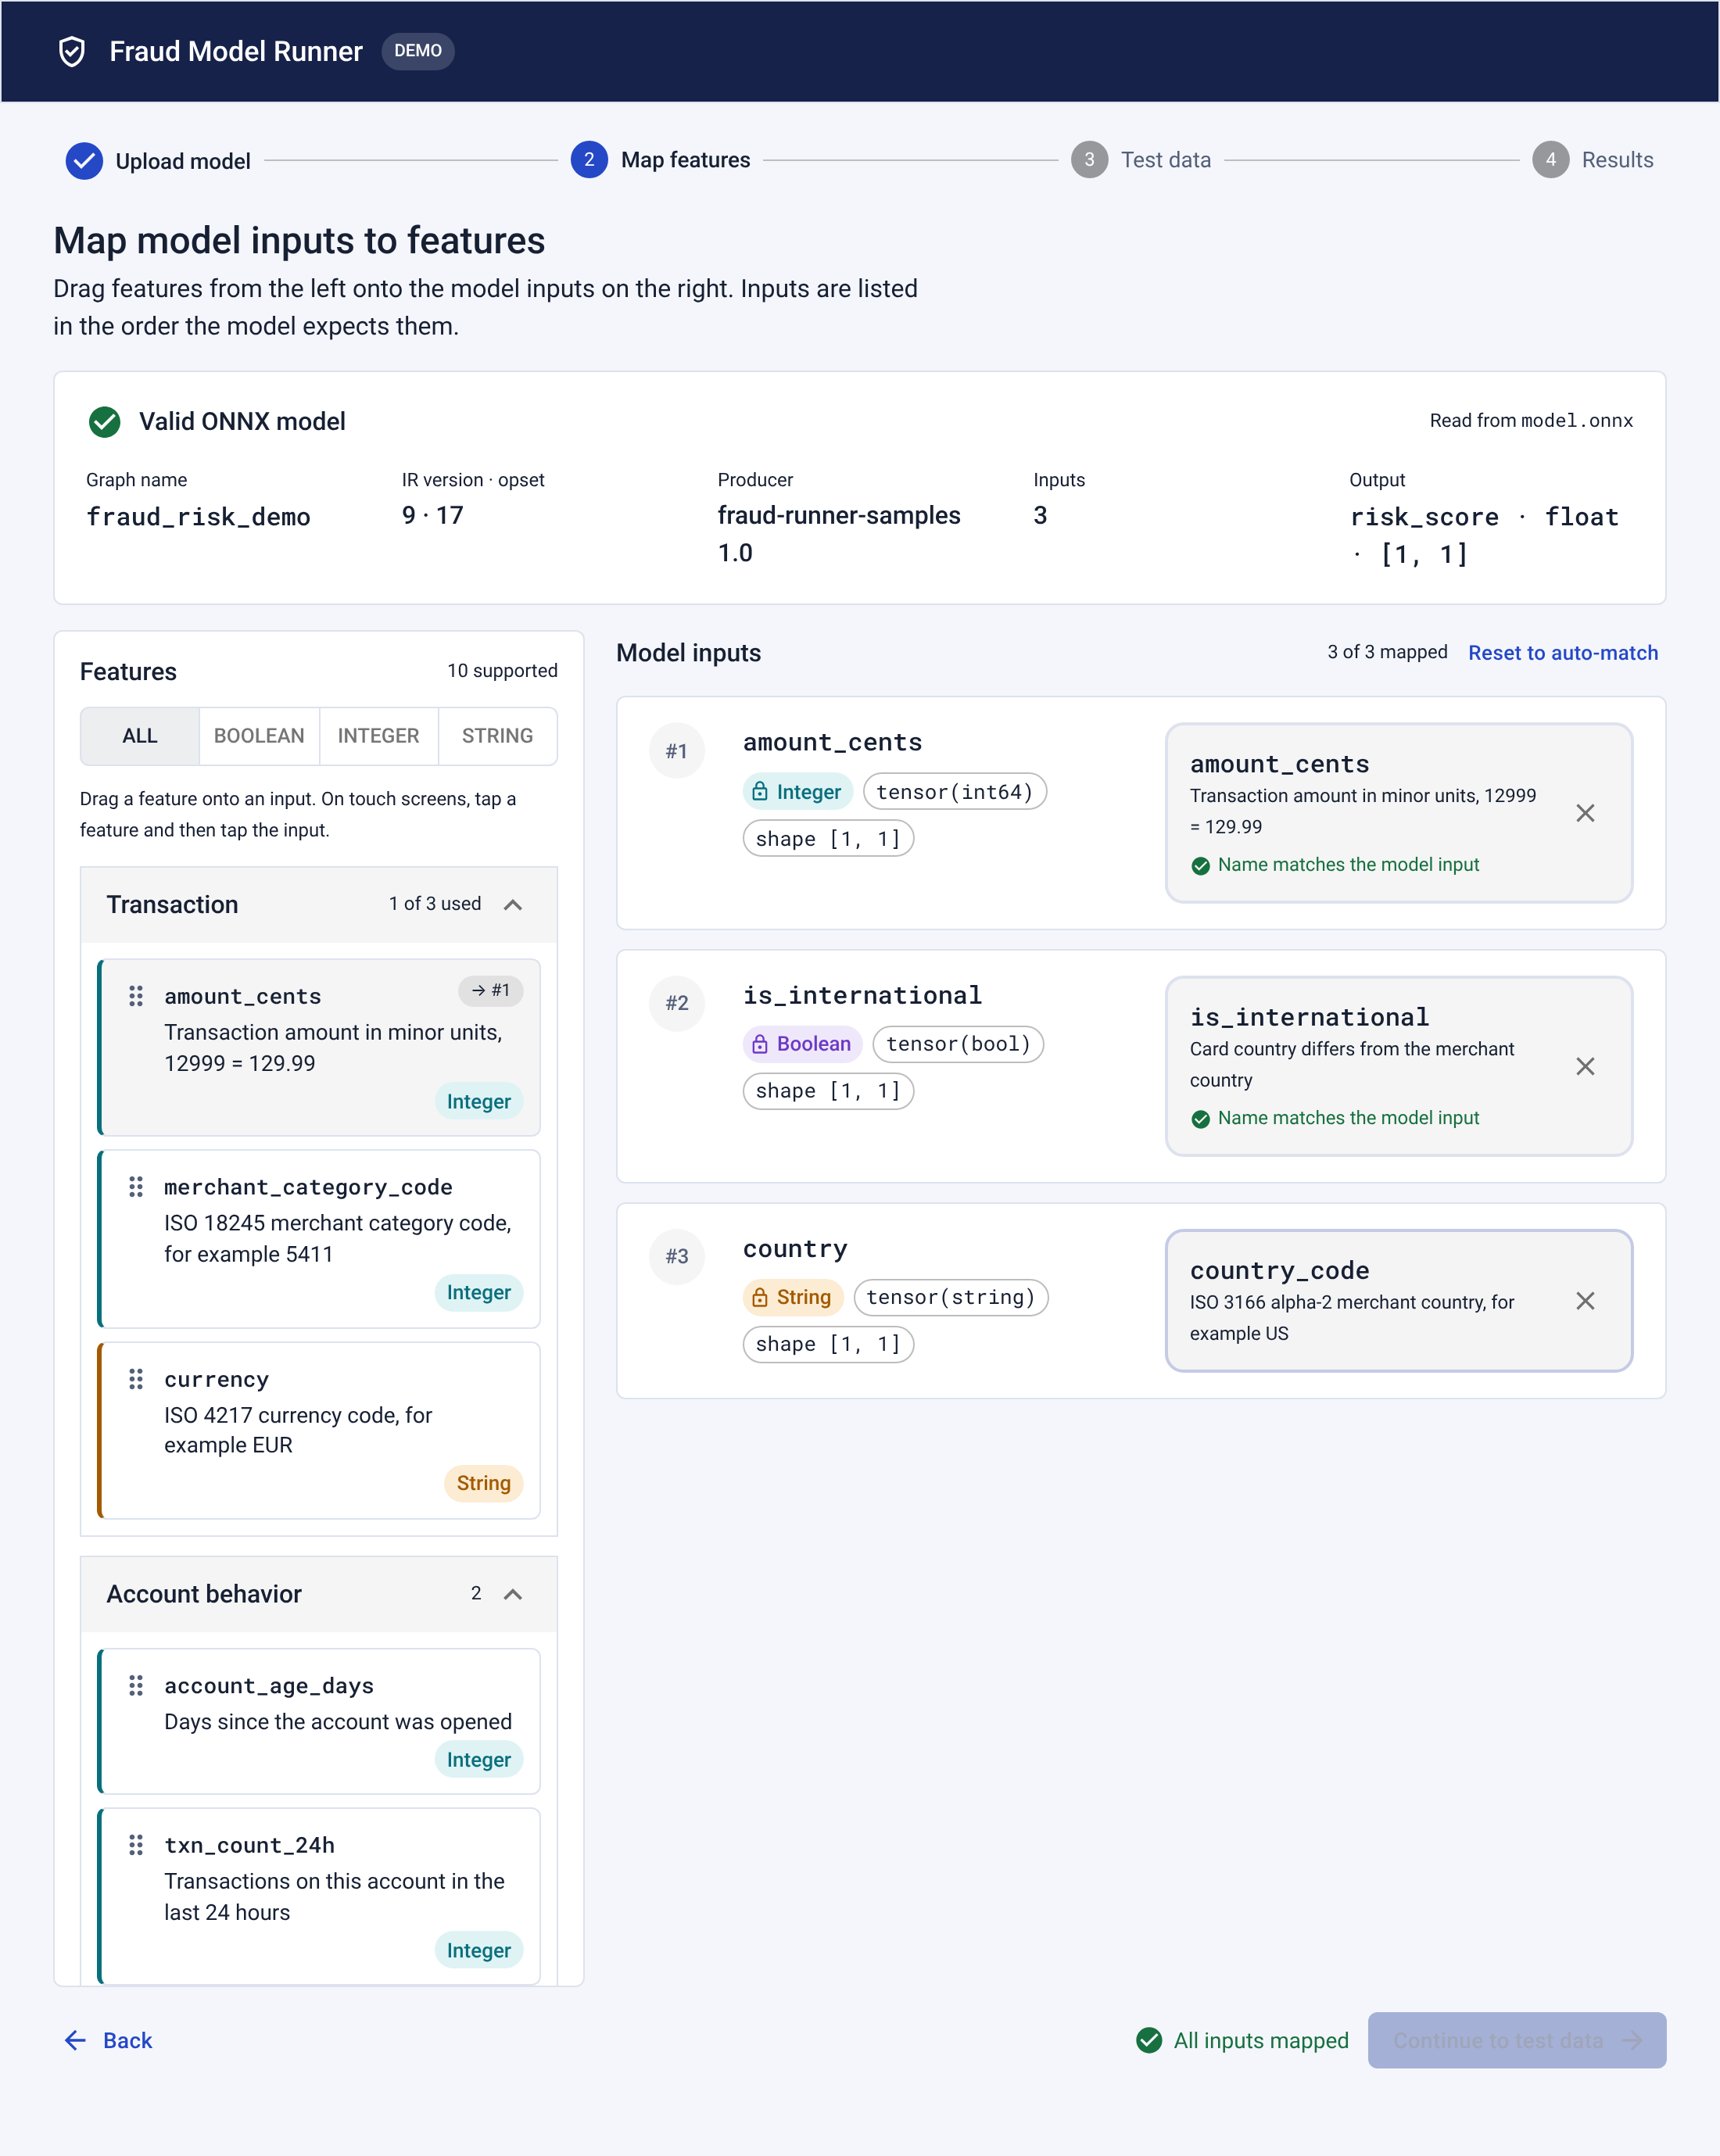 Fraud Model Runner DEMO
Upload model
2 Map features
3 Test data
4 Results
Map model inputs to features
Drag features from the left onto the model inputs on the right. Inputs are listed
in the order the model expects them.
Valid ONNX model
Read from model.onnx
Graph name
fraud_risk_demo
IR version · opset
9 · 17
Producer
fraud-runner-samples
1.0
Inputs
3
Output
risk_score · float
· [1, 1]
Features
10 supported
ALL BOOLEAN INTEGER STRING
Drag a feature onto an input. On touch screens, tap a
feature and then tap the input.
Transaction 1 of 3 used
amount_cents → #1
Transaction amount in minor units,
12999 = 129.99
Integer
merchant_category_code
ISO 18245 merchant category code,
for example 5411
Integer
currency
ISO 4217 currency code, for
example EUR
String
Account behavior 2
account_age_days
Days since the account was opened
Integer
txn_count_24h
Transactions on this account in the
last 24 hours
Integer
Model inputs
3 of 3 mapped Reset to auto-match
#1
amount_cents
Integer tensor(int64)
shape [1, 1]
amount_cents
Transaction amount in minor units, 12999
= 129.99
Name matches the model input
#2
is_international
Boolean tensor(bool)
shape [1, 1]
is_international
Card country differs from the merchant
country
Name matches the model input
#3
country
String tensor(string)
shape [1, 1]
country_code
ISO 3166 alpha-2 merchant country, for
example US
← Back
All inputs mapped
Continue to test data →